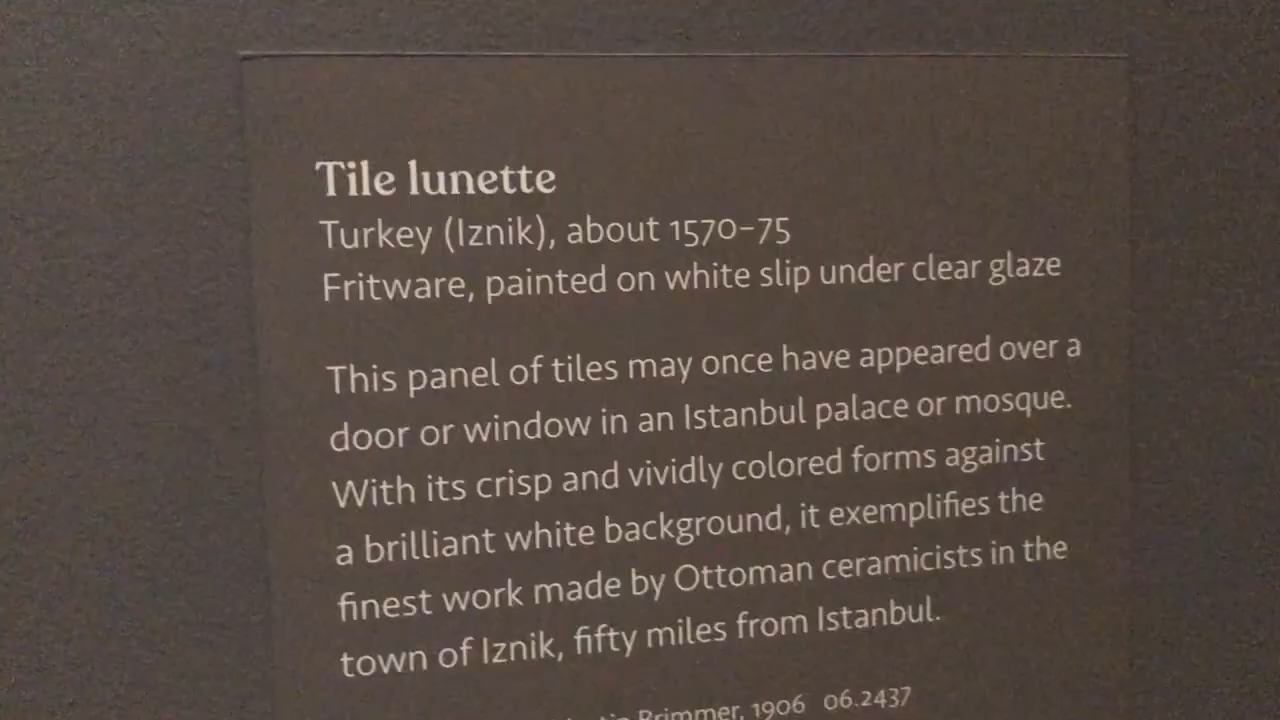 Tile lunette
Turkey (Iznik), about 1570–75
Fritware, painted on white slip under clear glaze
This panel of tiles may once have appeared over a
door or window in an Istanbul palace or mosque.
With its crisp and vividly colored forms against
a brilliant white background, it exemplifies the
finest work made by Ottoman ceramicists in the
town of Iznik, fifty miles from Istanbul.
Brimmer, 1906 06.2437